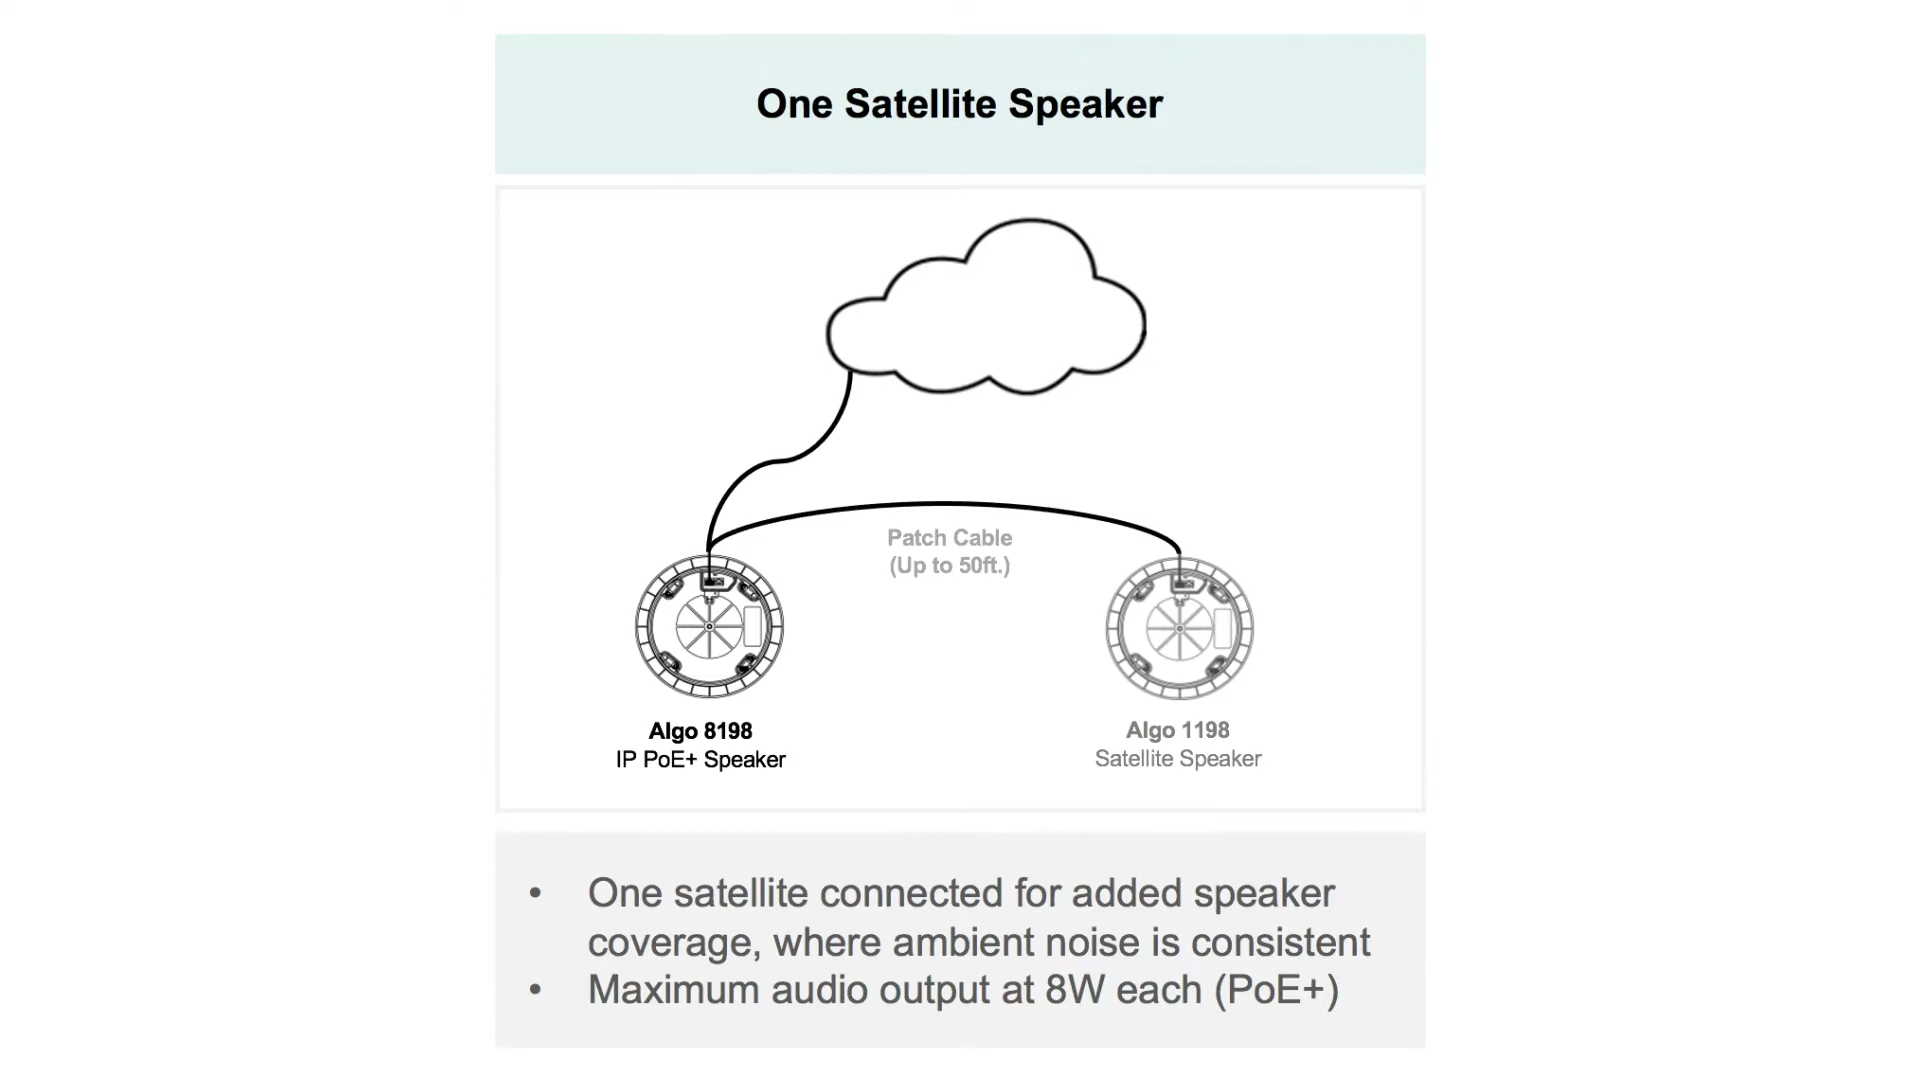 One Satellite Speaker
Patch Cable
(Up to 50ft.)
Algo 8198
IP PoE+ Speaker
Algo 1198
Satellite Speaker
• One satellite connected for added speaker
coverage, where ambient noise is consistent
• Maximum audio output at 8W each (PoE+)